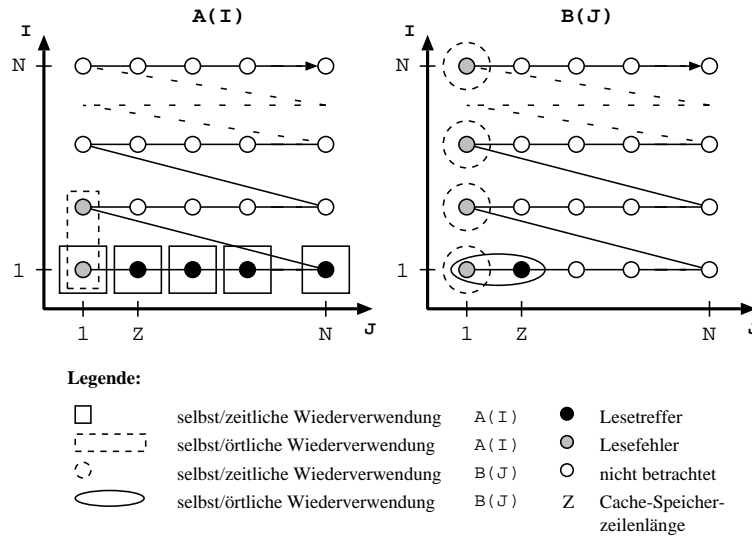 A(I)
B(J)
I
N
1
1
Z
N
J
I
N
1
1
Z
N
J
Legende:
selbst/zeitliche Wiederverwendung A(I)
selbst/örtliche Wiederverwendung A(I)
selbst/zeitliche Wiederverwendung B(J)
selbst/örtliche Wiederverwendung B(J)
Lesetreffer
Lesefehler
nicht betrachtet
Z Cache-Speicher-
zeilenlänge